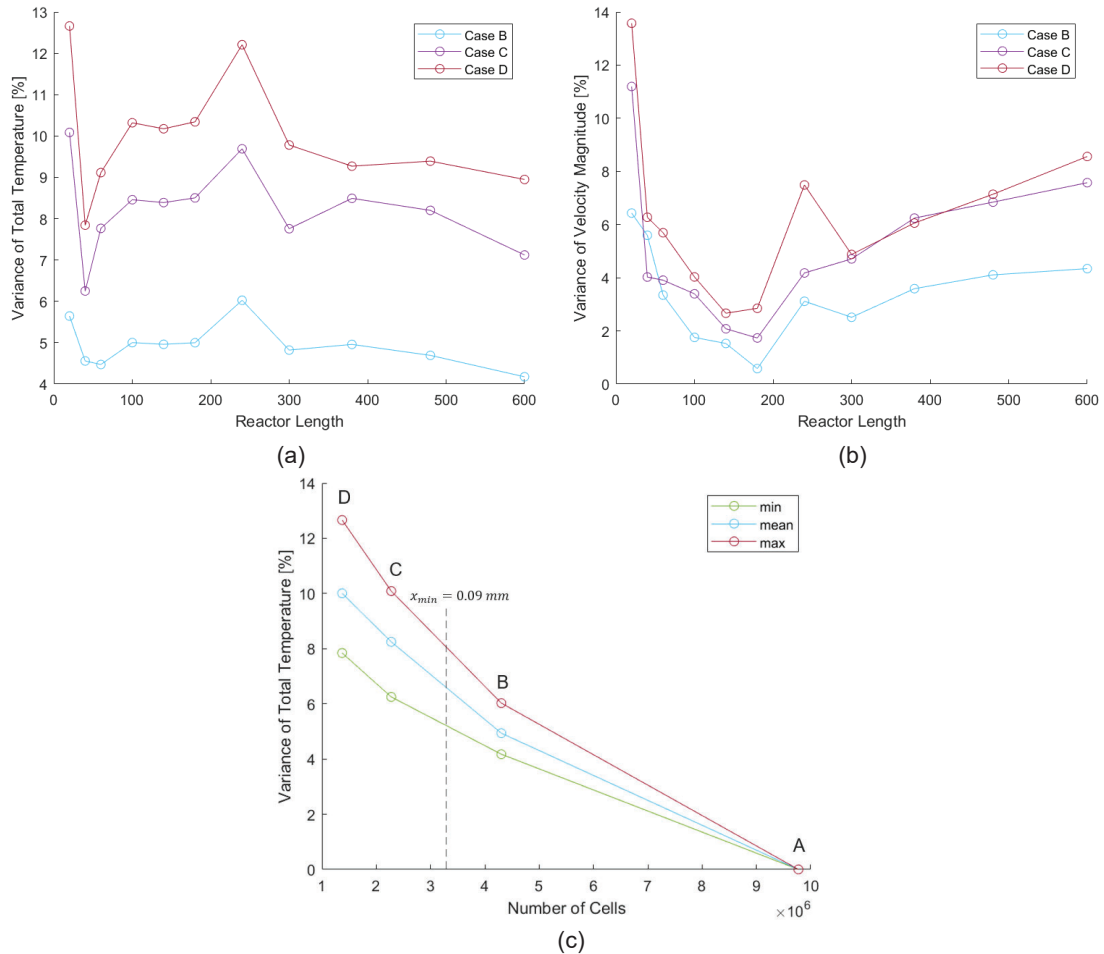 13
12
11
10
9
8
7
6
5
4
Variance of Total Temperature [%]
0
100
200
300
400
500
600
Reactor Length
Case B
Case C
Case D
(a)
14
12
10
8
6
4
2
0
Variance of Velocity Magnitude [%]
0
100
200
300
400
500
600
Reactor Length
Case B
Case C
Case D
(b)
14
12
10
8
6
4
2
0
Variance of Total Temperature [%]
D
C
x_min = 0.09 mm
B
A
min
mean
max
1
2
3
4
5
6
7
8
9
10
Number of Cells
×10^6
(c)